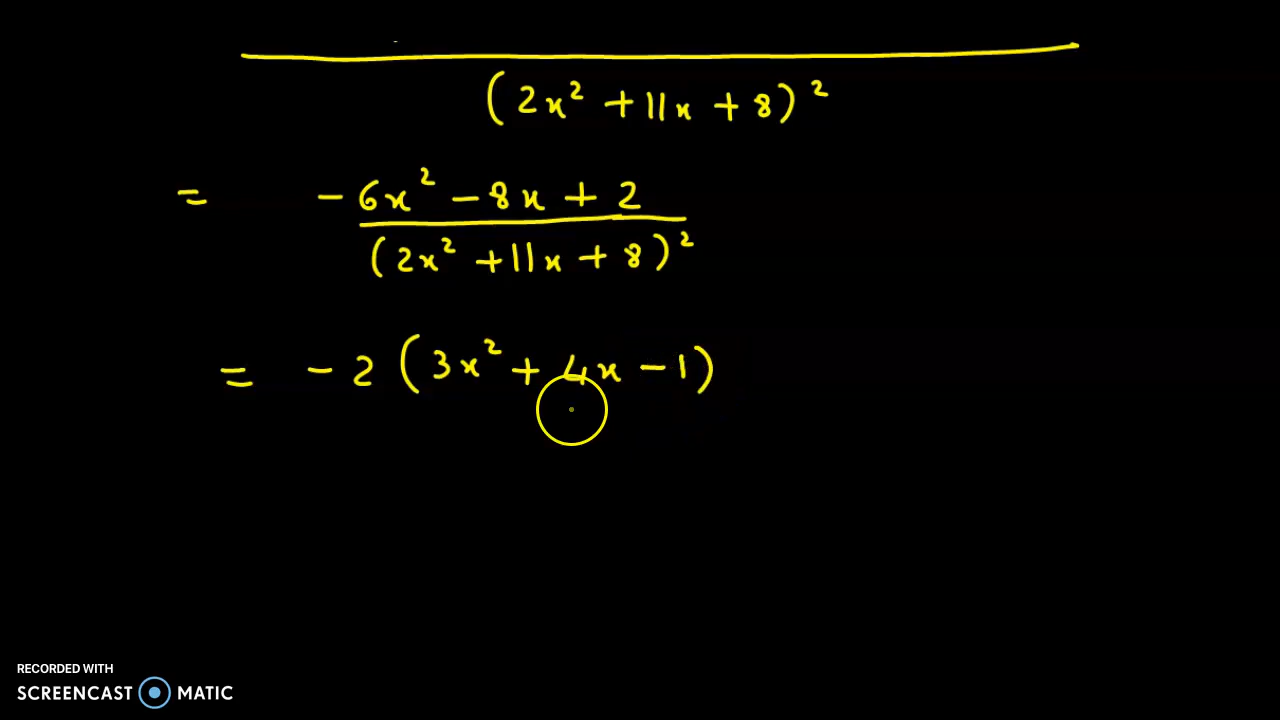 (2x² + 11x + 8)²
= -6x² - 8x + 2
(2x² + 11x + 8)²
= -2 (3x² + 4x - 1)
RECORDED WITH
SCREENCAST MATIC